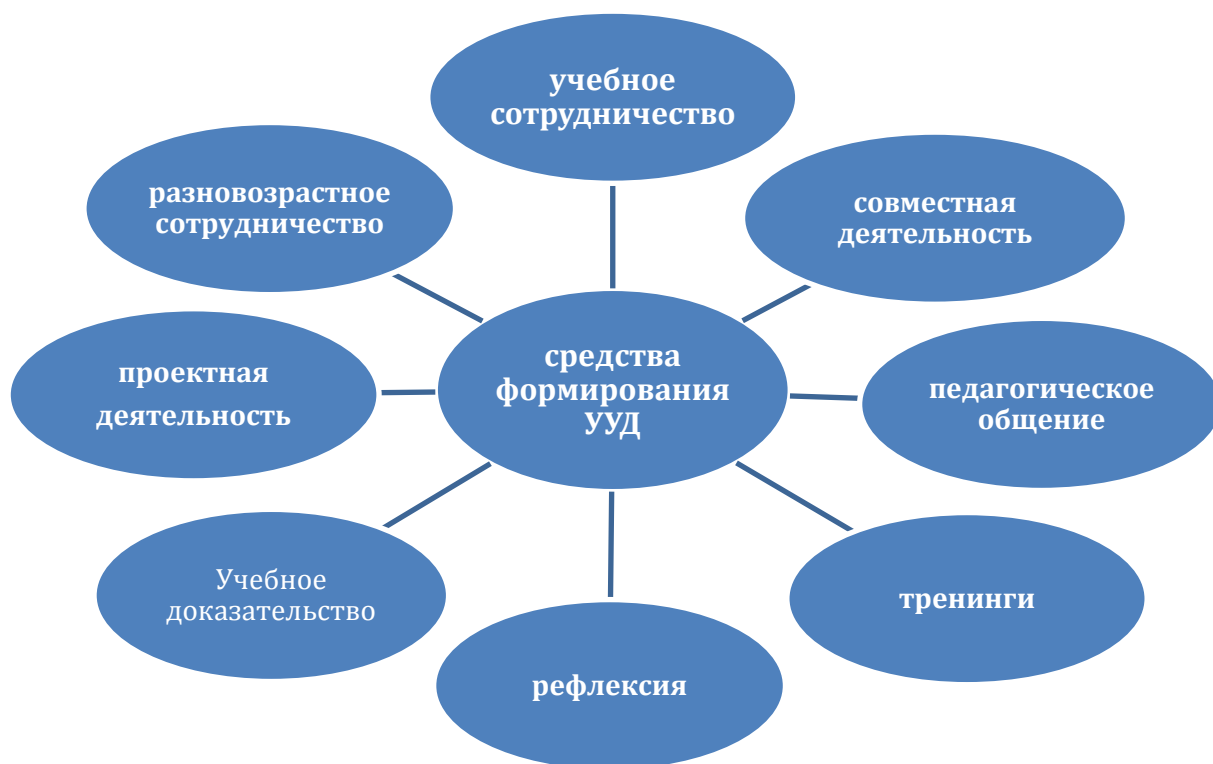 учебное
сотрудничество
разновозрастное
сотрудничество
совместная
деятельность
средства
формирования
УУД
проектная
деятельность
педагогическое
общение
Учебное
доказательство
тренинги
рефлексия